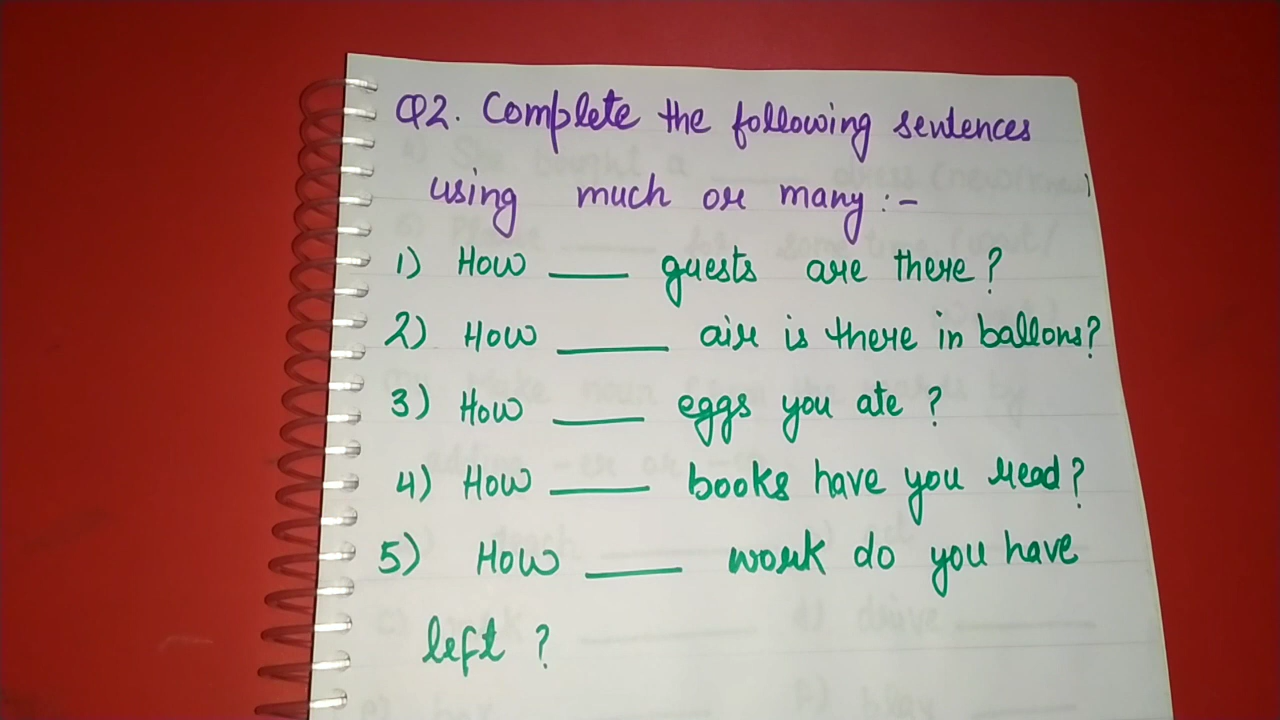 Q2. Complete the following sentences
using much or many :-
1) How ____ guests are there?
2) How ____ air is there in ballons?
3) How ____ eggs you ate ?
4) How ____ books have you read?
5) How ____ work do you have
left ?